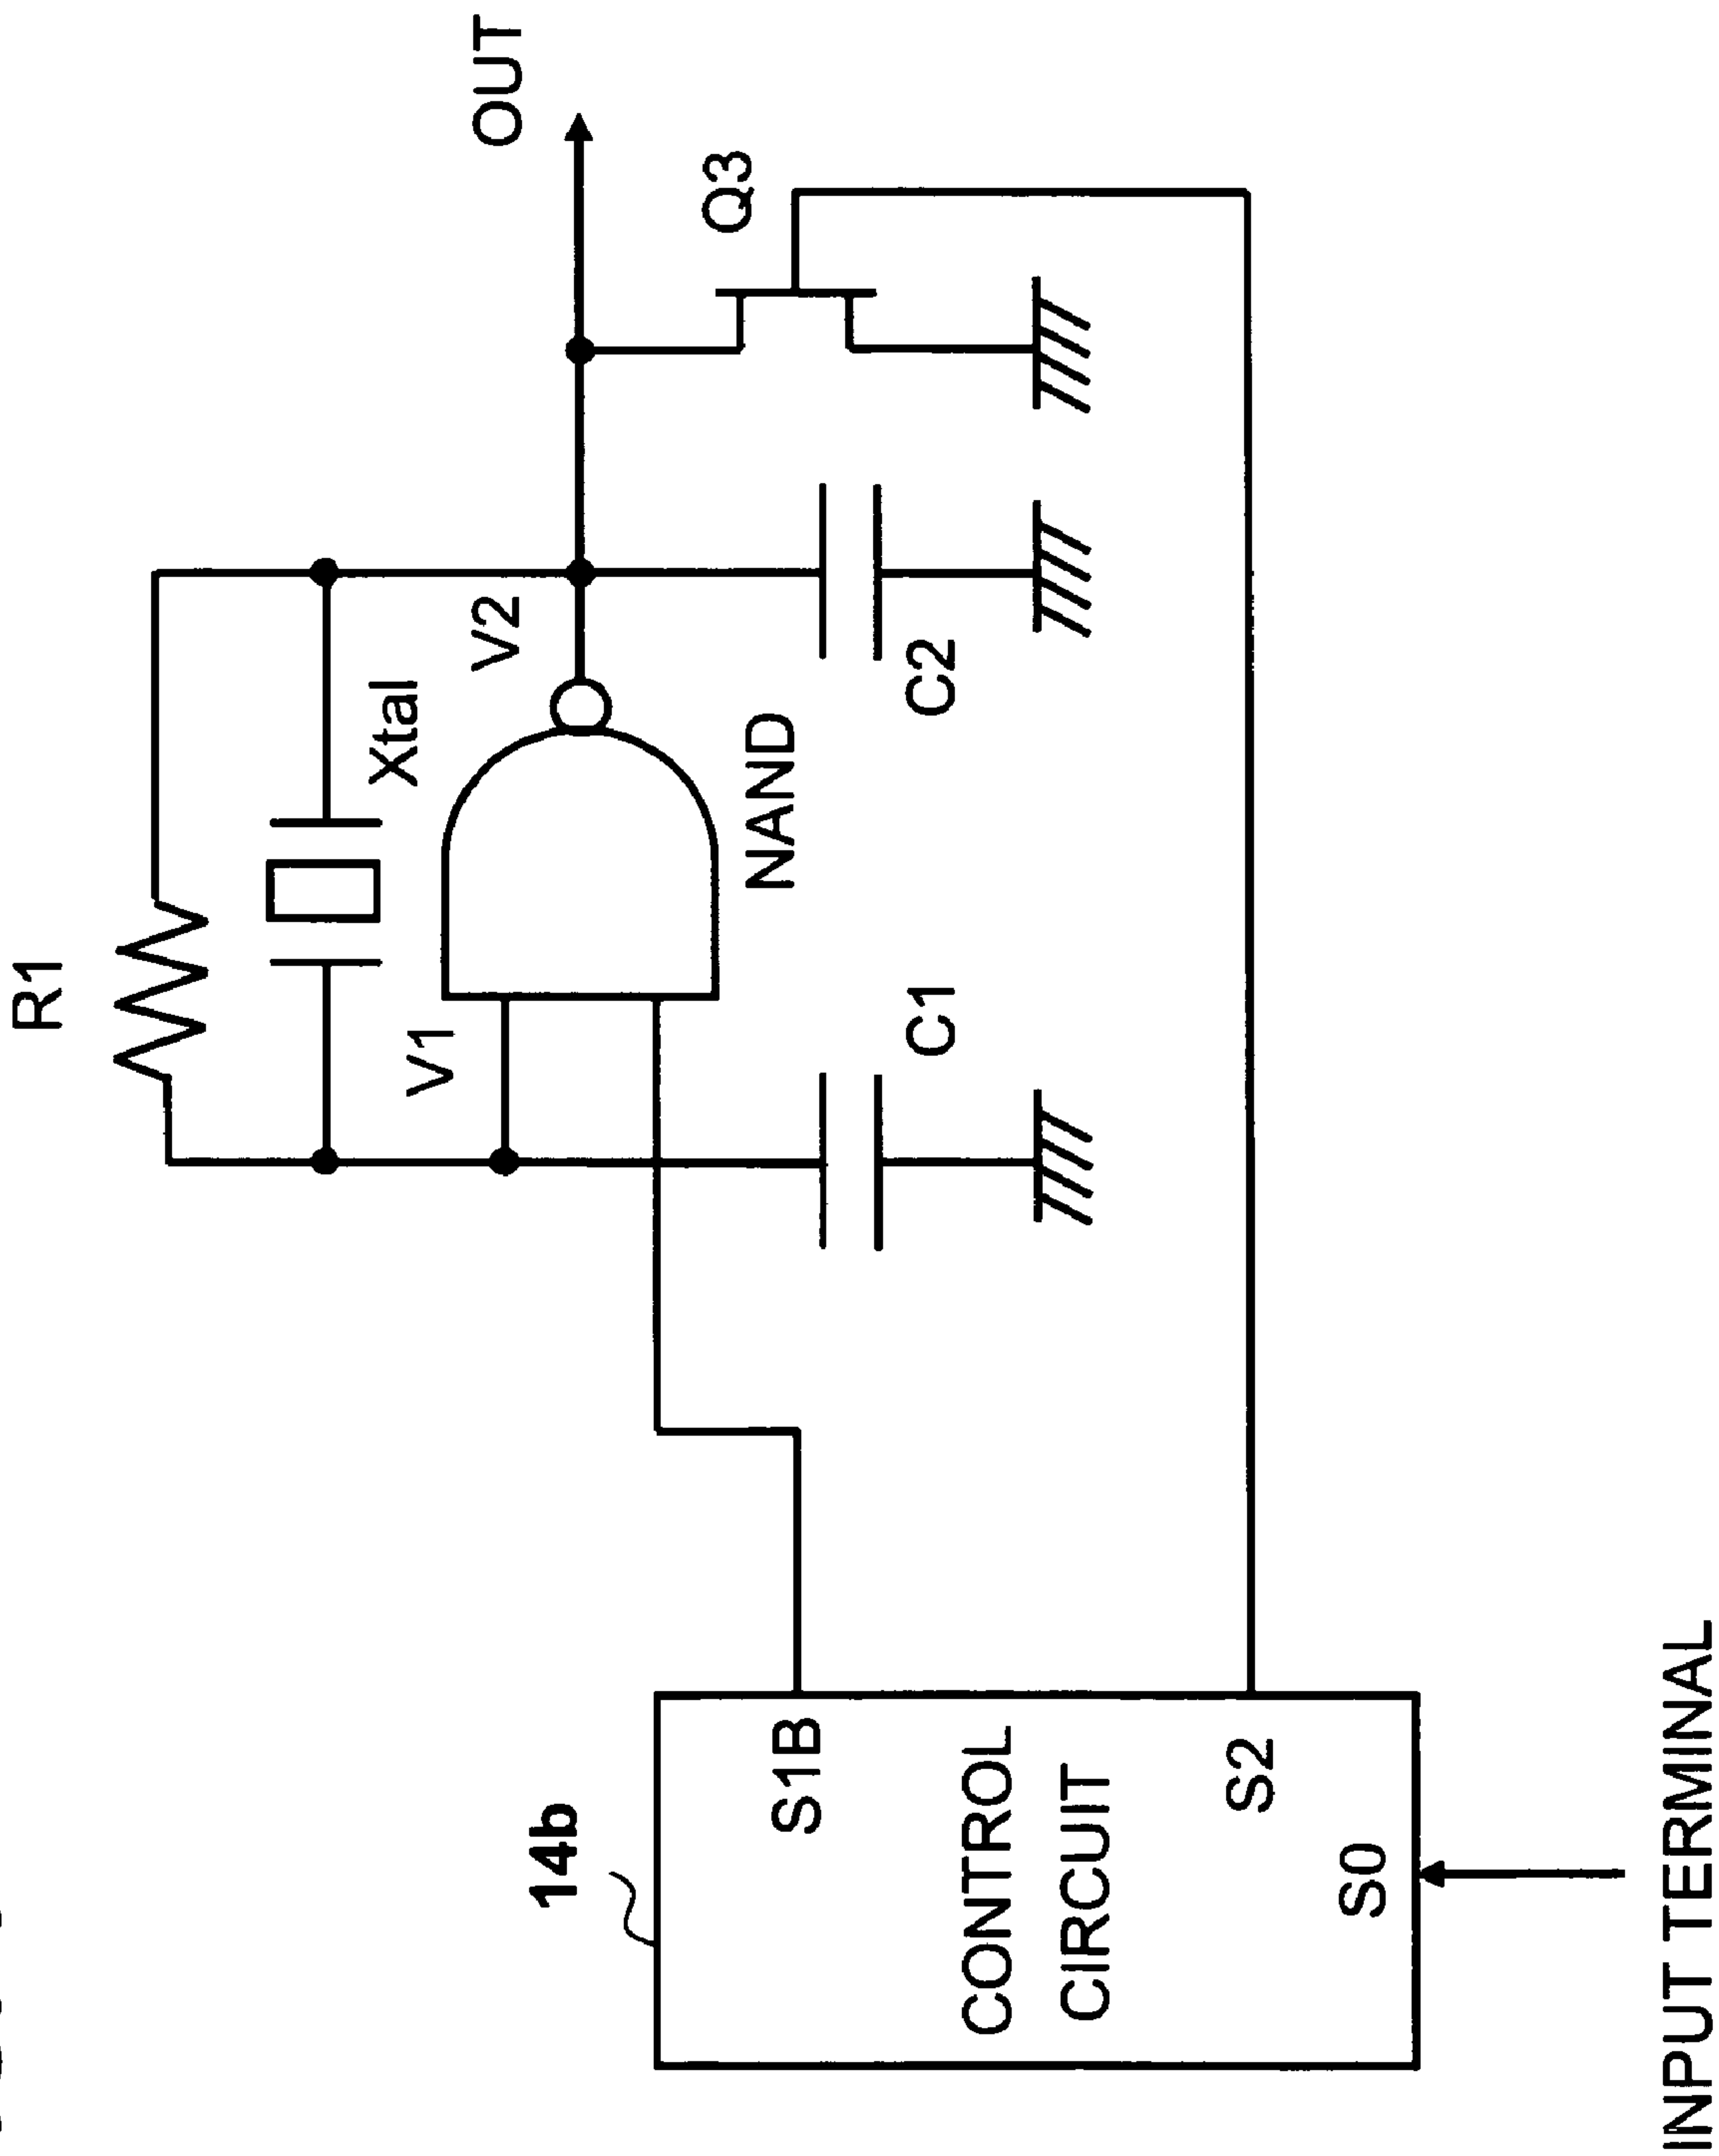 R1
Xtal
V1
V2
OUT
NAND
Q3
C1
C2
14b
S1B
CONTROL
CIRCUIT
S2
S0
INPUT TERMINAL